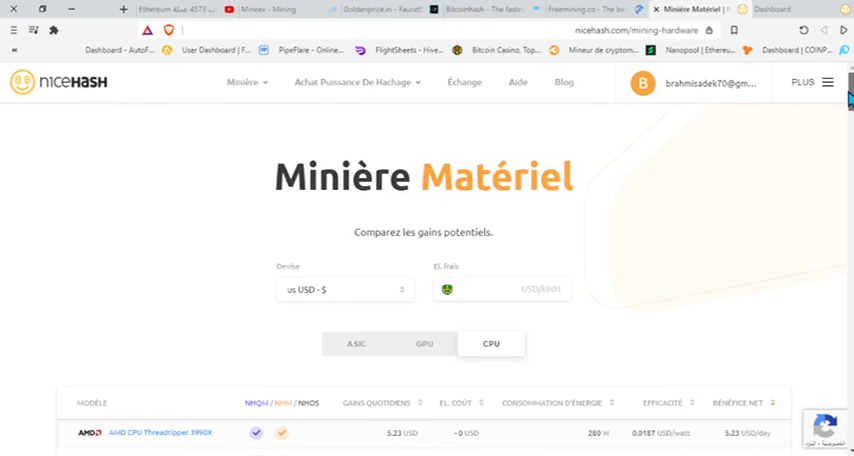 Ethereum
Mineex - Mining
Goldenprice.in - Faucet
Bitcoinhash - The faste
Freemining.co - The be
Minière Matériel | N
Dashboard
nicehash.com/mining-hardware
Dashboard - AutoF...
User Dashboard | F...
PipeFlare - Online...
FlightSheets - Hive...
Bitcoin Casino, Top...
Mineur de cryptom...
Nanopool | Ethereu...
Dashboard | COINP...
NICEHASH
Minière
Achat Puissance De Hachage
Échange
Aide
Blog
B
brahmisadek70@gm...
PLUS
Minière Matériel
Comparez les gains potentiels.
Devise
El. frais
us USD - $
USD/kWH
ASIC
GPU
CPU
MODÈLE
NHQM / NHM / NHOS
GAINS QUOTIDIENS
EL. COÛT
CONSOMMATION D'ÉNERGIE
EFFICACITÉ
BÉNÉFICE NET
AMD
AMD CPU Threadripper 3990X
5.23 USD
- 0 USD
280 W
0.0187 USD/watt
5.23 USD/day